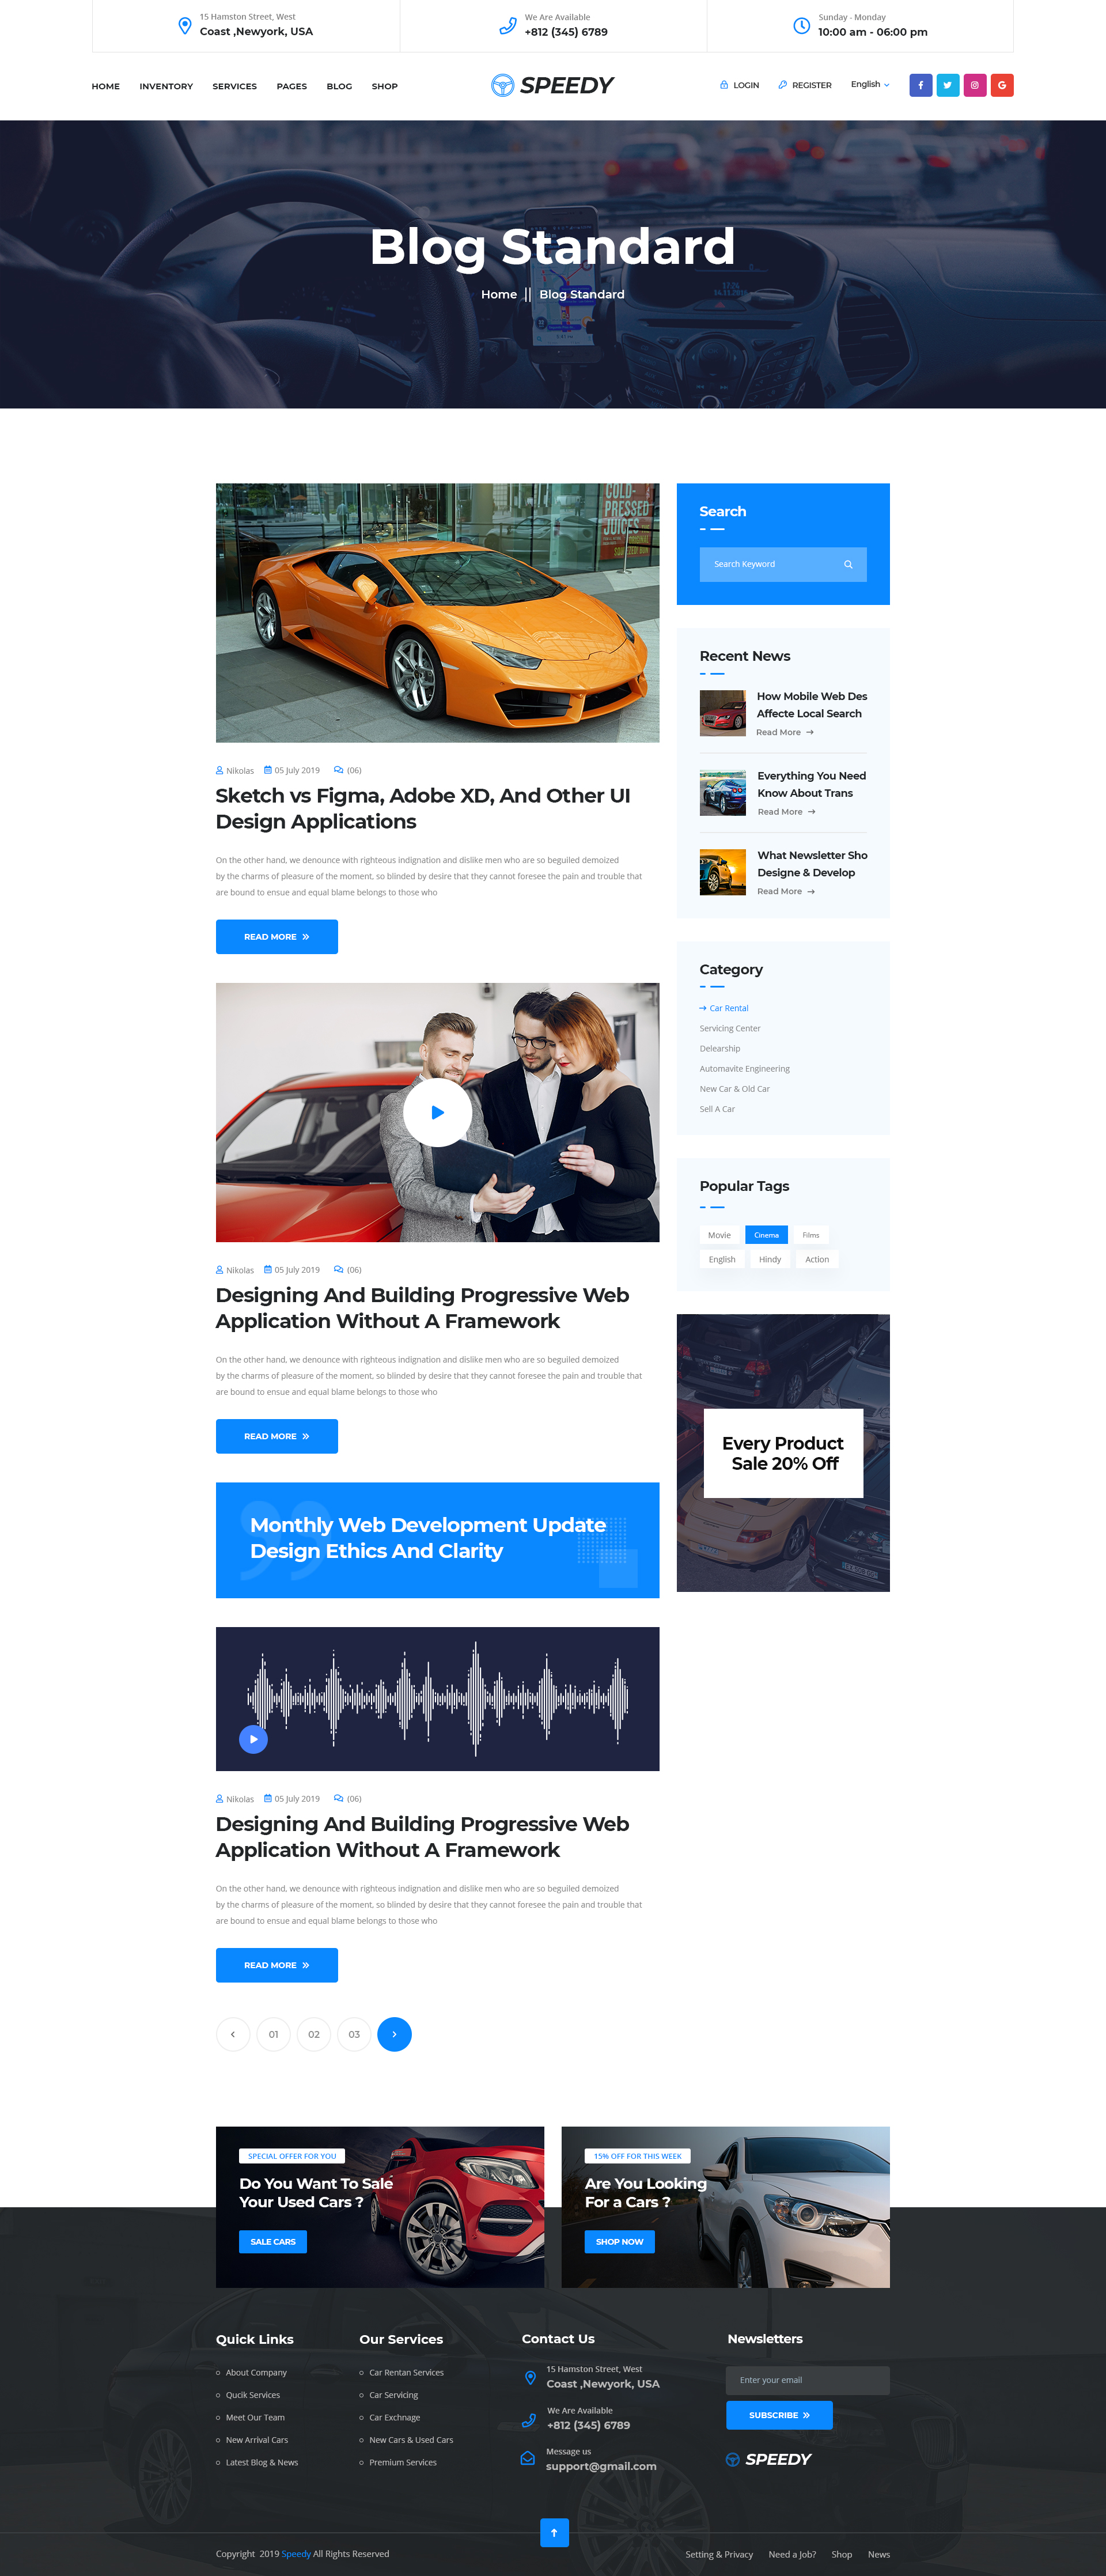 15 Hamston Street, West
Coast ,Newyork, USA
We Are Available
+812 (345) 6789
Sunday - Monday
10:00 am - 06:00 pm
HOME INVENTORY SERVICES PAGES BLOG SHOP
SPEEDY
LOGIN REGISTER English
Blog Standard
Home || Blog Standard
COLD-
PRESSED
JUICES
Nikolas 05 July 2019 (06)
Sketch vs Figma, Adobe XD, And Other UI
Design Applications
On the other hand, we denounce with righteous indignation and dislike men who are so beguiled demoized
by the charms of pleasure of the moment, so blinded by desire that they cannot foresee the pain and trouble that
are bound to ensue and equal blame belongs to those who
READ MORE
Nikolas 05 July 2019 (06)
Designing And Building Progressive Web
Application Without A Framework
On the other hand, we denounce with righteous indignation and dislike men who are so beguiled demoized
by the charms of pleasure of the moment, so blinded by desire that they cannot foresee the pain and trouble that
are bound to ensue and equal blame belongs to those who
READ MORE
Monthly Web Development Update
Design Ethics And Clarity
Nikolas 05 July 2019 (06)
Designing And Building Progressive Web
Application Without A Framework
On the other hand, we denounce with righteous indignation and dislike men who are so beguiled demoized
by the charms of pleasure of the moment, so blinded by desire that they cannot foresee the pain and trouble that
are bound to ensue and equal blame belongs to those who
READ MORE
01 02 03
Search
Search Keyword
Recent News
How Mobile Web Des
Affecte Local Search
Read More
Everything You Need
Know About Trans
Read More
What Newsletter Sho
Designe & Develop
Read More
Category
Car Rental
Servicing Center
Delearship
Automavite Engineering
New Car & Old Car
Sell A Car
Popular Tags
Movie Cinema Films
English Hindy Action
Every Product
Sale 20% Off
SPECIAL OFFER FOR YOU
Do You Want To Sale
Your Used Cars ?
SALE CARS
15% OFF FOR THIS WEEK
Are You Looking
For a Cars ?
SHOP NOW
Quick Links
About Company
Qucik Services
Meet Our Team
New Arrival Cars
Latest Blog & News
Our Services
Car Rentan Services
Car Servicing
Car Exchnage
New Cars & Used Cars
Premium Services
Contact Us
15 Hamston Street, West
Coast ,Newyork, USA
We Are Available
+812 (345) 6789
Message us
support@gmail.com
Newsletters
Enter your email
SUBSCRIBE
SPEEDY
Copyright 2019 Speedy All Rights Reserved
Setting & Privacy Need a Job? Shop News